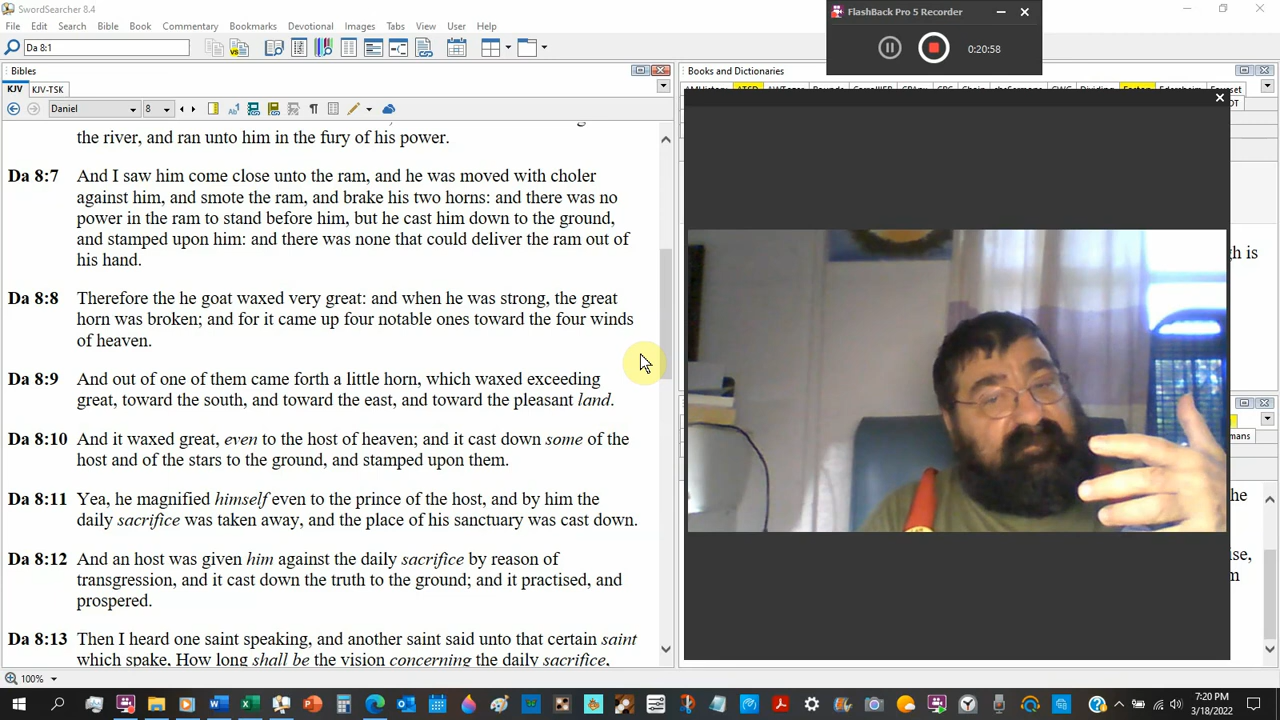 SwordSearcher 8.4
File Edit Search Bible Book Commentary Bookmarks Devotional Images Tabs View User Help
Da 8:1
Bibles
KJV KJV-TSK
Daniel 8
the river, and ran unto him in the fury of his power.
Da 8:7 And I saw him come close unto the ram, and he was moved with choler
against him, and smote the ram, and brake his two horns: and there was no
power in the ram to stand before him, but he cast him down to the ground,
and stamped upon him: and there was none that could deliver the ram out of
his hand.
Da 8:8 Therefore the he goat waxed very great: and when he was strong, the great
horn was broken; and for it came up four notable ones toward the four winds
of heaven.
Da 8:9 And out of one of them came forth a little horn, which waxed exceeding
great, toward the south, and toward the east, and toward the pleasant land.
Da 8:10 And it waxed great, even to the host of heaven; and it cast down some of the
host and of the stars to the ground, and stamped upon them.
Da 8:11 Yea, he magnified himself even to the prince of the host, and by him the
daily sacrifice was taken away, and the place of his sanctuary was cast down.
Da 8:12 And an host was given him against the daily sacrifice by reason of
transgression, and it cast down the truth to the ground; and it practised, and
prospered.
Da 8:13 Then I heard one saint speaking, and another saint said unto that certain saint
which spake, How long shall be the vision concerning the daily sacrifice,
100%
FlashBack Pro 5 Recorder
0:20:58
Books and Dictionaries
is
he
ise,
m
7:20 PM
3/18/2022